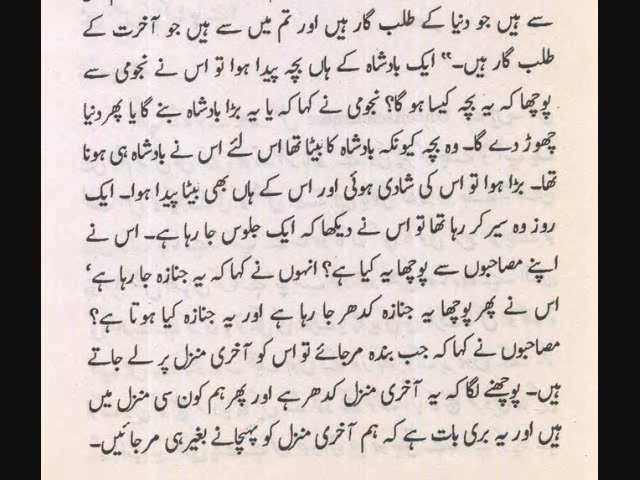 سے ہیں جو دنیا کے طلب گار ہیں اور تم میں سے ہیں جو آخرت کے
طلب گار ہیں۔“ ایک بادشاہ کے ہاں بچہ پیدا ہوا تو اس نے نجومی سے
پوچھا کہ یہ بچہ کیسا ہو گا؟ نجومی نے کہا کہ یا یہ بڑا بادشاہ بنے گا یا پھر دنیا
چھوڑ دے گا۔ وہ بچہ کیونکہ بادشاہ کا بیٹا تھا اس لئے اس نے بادشاہ ہی ہونا
تھا۔ بڑا ہوا تو اس کی شادی ہوئی اور اس کے ہاں بھی بیٹا پیدا ہوا۔ ایک
روز وہ سیر کر رہا تھا تو اس نے دیکھا کہ ایک جلوس جا رہا ہے۔ اس نے
اپنے مصاحبوں سے پوچھا یہ کیا ہے؟ انہوں نے کہا کہ یہ جنازہ جا رہا ہے‘
اس نے پھر پوچھا یہ جنازہ کدھر جا رہا ہے اور یہ جنازہ کیا ہوتا ہے؟
مصاحبوں نے کہا کہ جب بندہ مر جائے تو اس کو آخری منزل پر لے جاتے
ہیں۔ پوچھنے لگا کہ یہ آخری منزل کدھر ہے اور پھر ہم کون سی منزل میں
ہیں اور یہ بری بات ہے کہ ہم آخری منزل کو پہچانے بغیر ہی مر جائیں۔